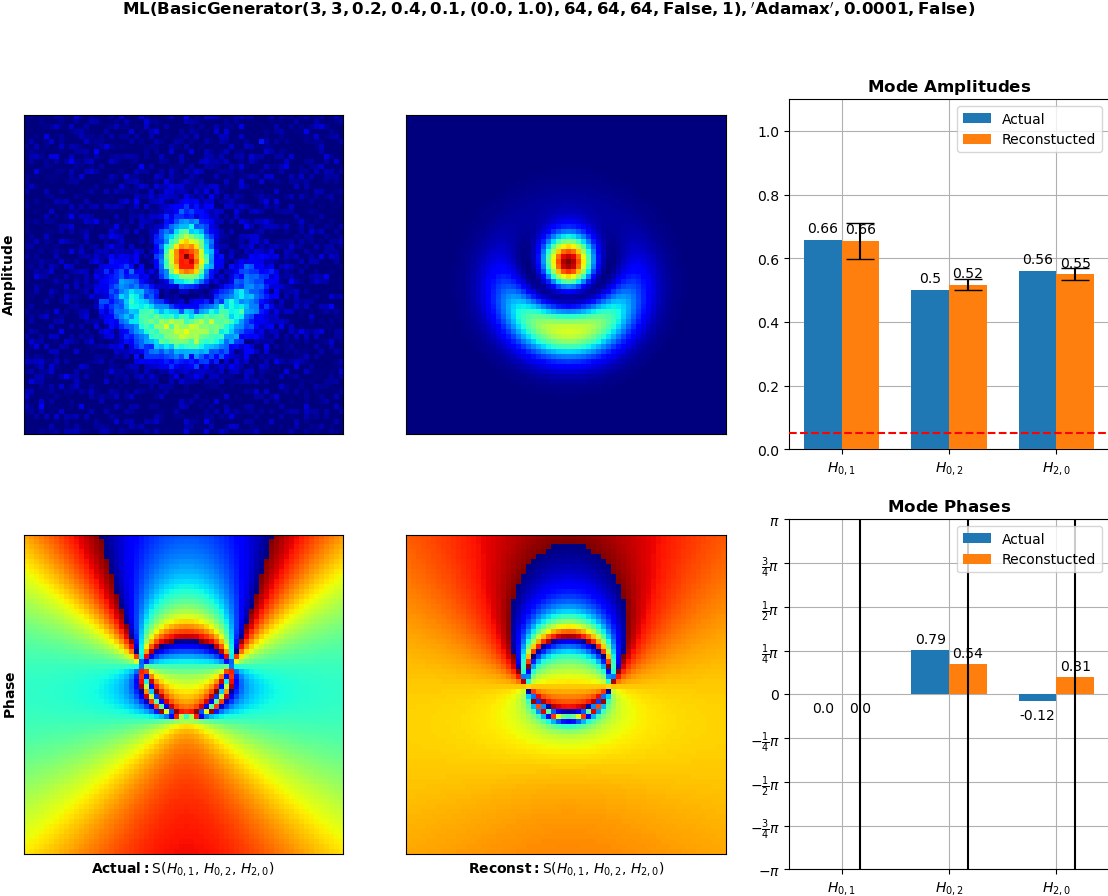 ML(BasicGenerator(3, 3, 0.2, 0.4, 0.1, (0.0, 1.0), 64, 64, 64, False, 1), ′Adamax′, 0.0001, False)
Amplitude
Mode Amplitudes
Actual
Reconstucted
1.0
0.8
0.6
0.4
0.2
0.0
0.66 0.66
0.5 0.52
0.56 0.55
H0,1 H0,2 H2,0
Phase
Actual: S(H0,1, H0,2, H2,0)
Reconst: S(H0,1, H0,2, H2,0)
Mode Phases
Actual
Reconstucted
π
3/4π
1/2π
1/4π
0
−1/4π
−1/2π
−3/4π
−π
0.0 0.0
0.79 0.54
-0.12 0.31
H0,1 H0,2 H2,0